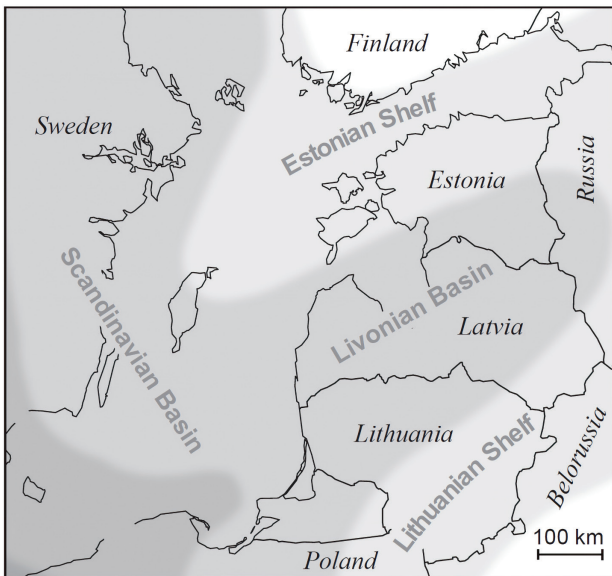 Finland
Estonian Shelf
Sweden
Estonia
Russia
Scandinavian Basin
Livonian Basin
Latvia
Lithuania
Lithuanian Shelf
Belorussia
Poland
100 km